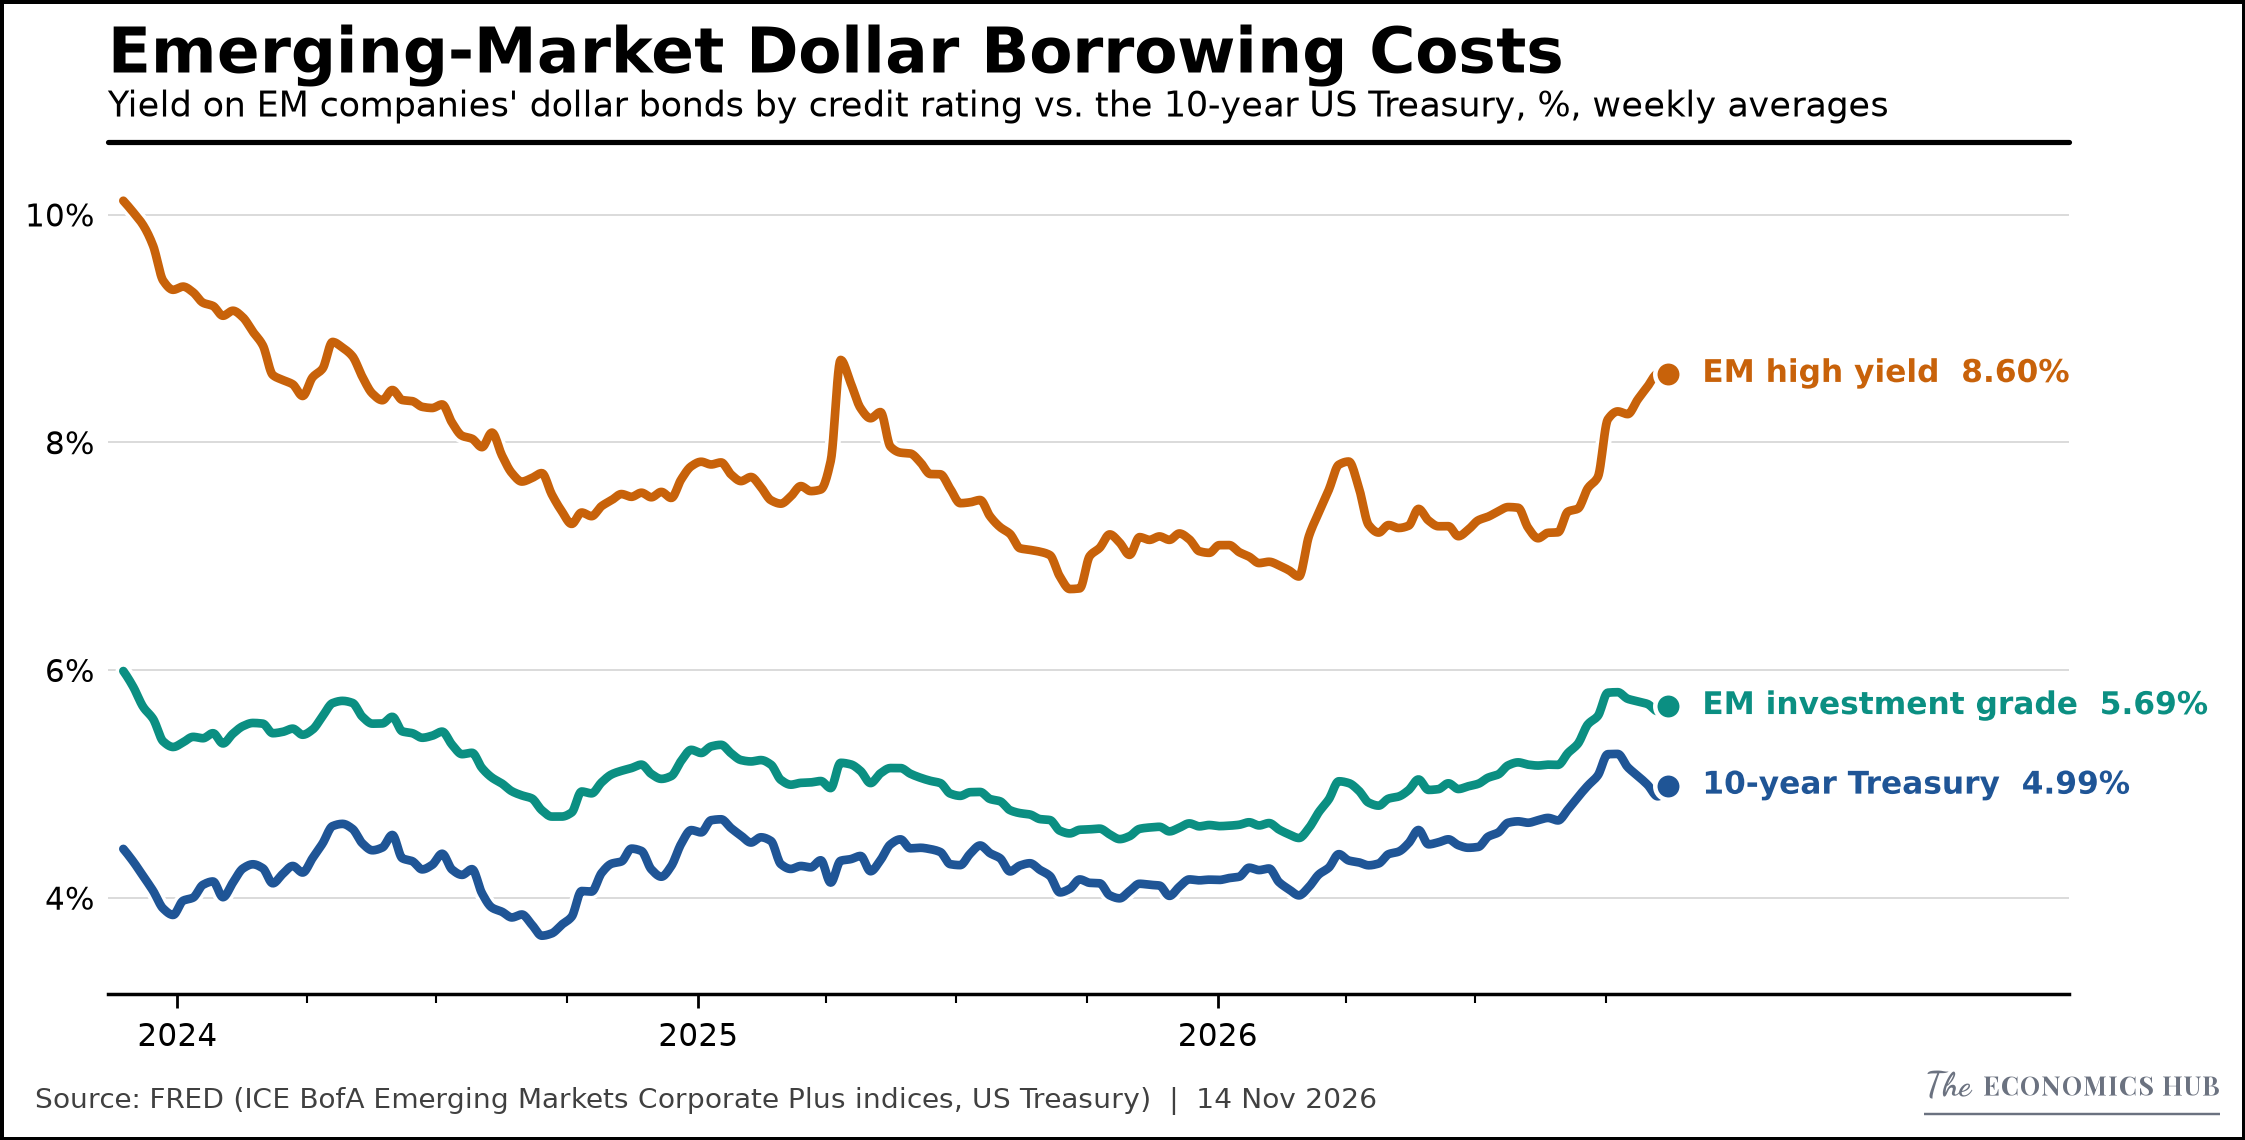 Emerging-Market Dollar Borrowing Costs
Yield on EM companies' dollar bonds by credit rating vs. the 10-year US Treasury, %, weekly averages
10%
8%
6%
4%
EM high yield 8.60%
EM investment grade 5.69%
10-year Treasury 4.99%
2024 2025 2026
Source: FRED (ICE BofA Emerging Markets Corporate Plus indices, US Treasury) | 14 Nov 2026
The ECONOMICS HUB